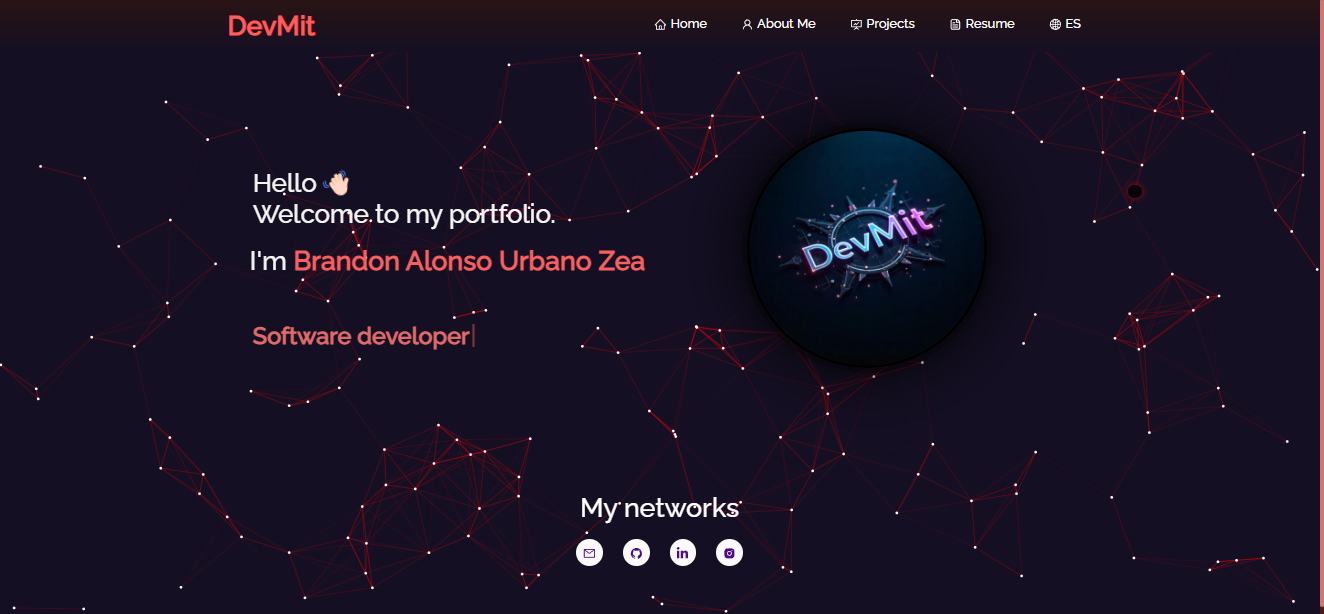 DevMit
Home
About Me
Projects
Resume
ES
Hello 👋🏻
Welcome to my portfolio.
I'm Brandon Alonso Urbano Zea
DevMit
Software developer|
My networks
in